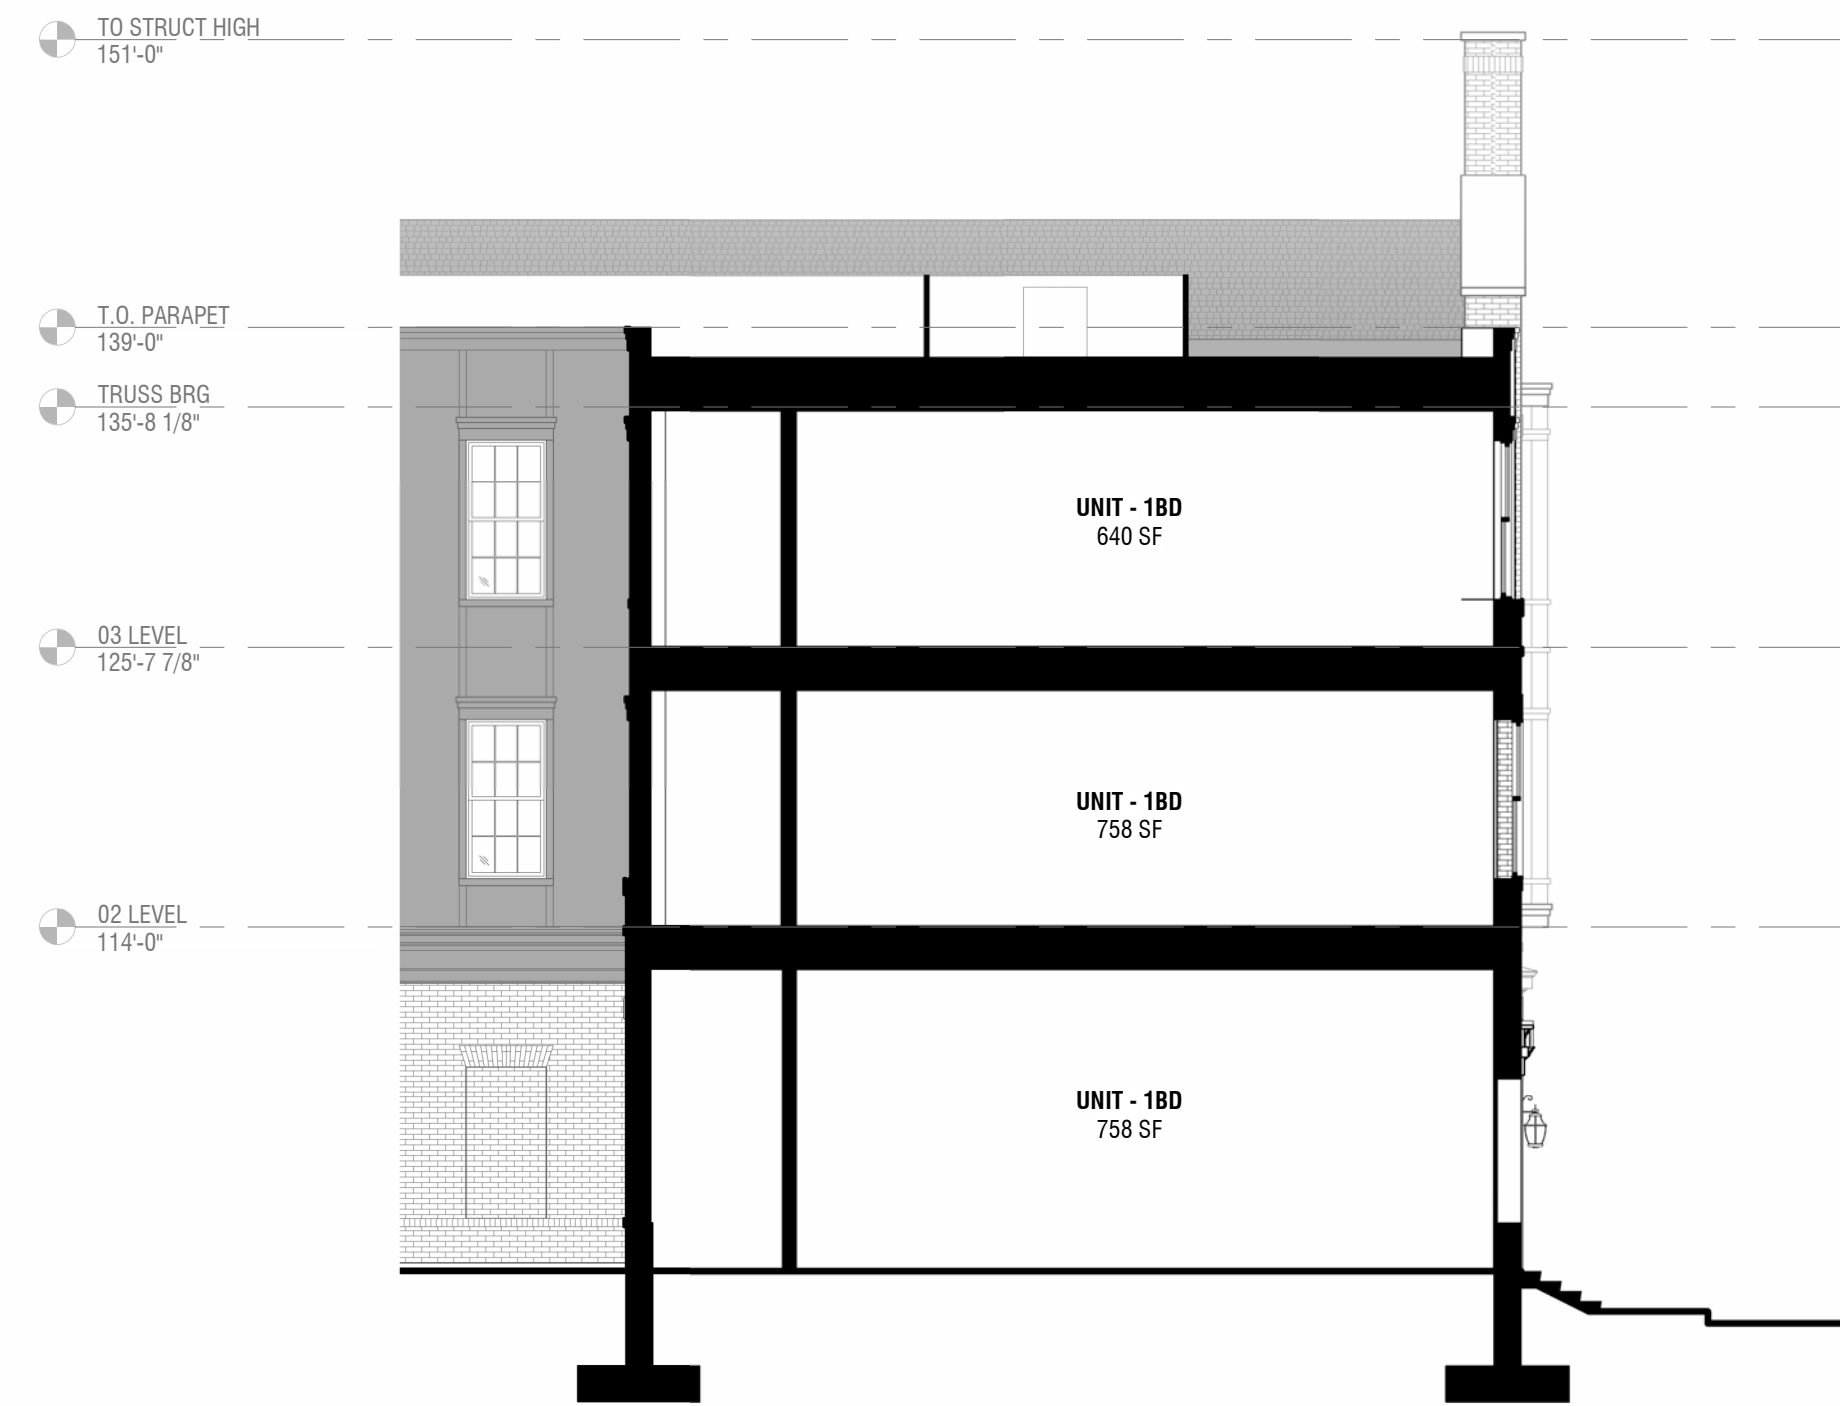 TO STRUCT HIGH
151'-0"
T.O. PARAPET
139'-0"
TRUSS BRG
135'-8 1/8"
UNIT - 1BD
640 SF
03 LEVEL
125'-7 7/8"
UNIT - 1BD
758 SF
02 LEVEL
114'-0"
UNIT - 1BD
758 SF